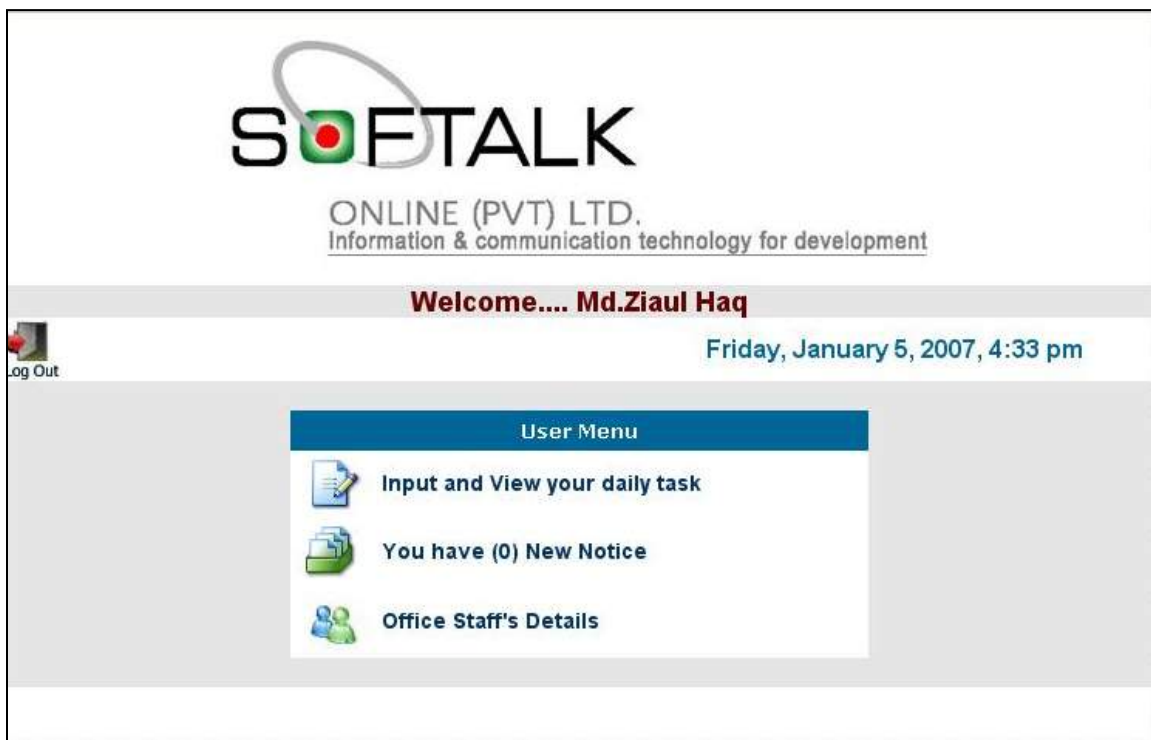 SOFTALK
ONLINE (PVT) LTD.
Information & communication technology for development
Welcome.... Md.Ziaul Haq
Friday, January 5, 2007, 4:33 pm
Log Out
User Menu
Input and View your daily task
You have (0) New Notice
Office Staff's Details